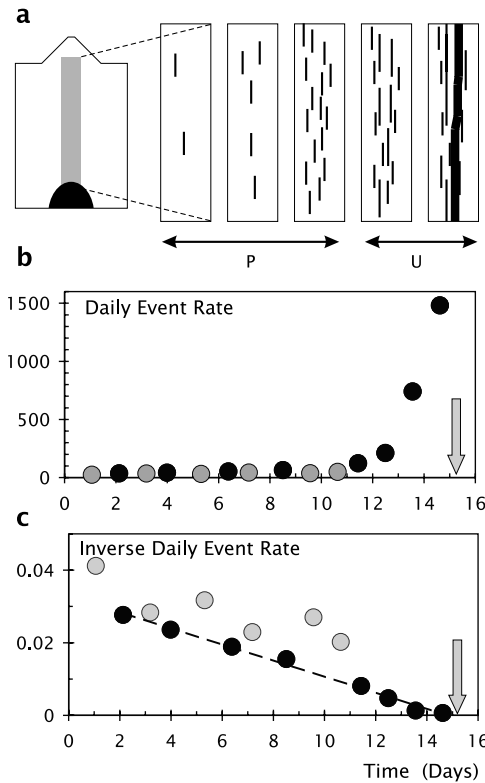 a
P U
b
Daily Event Rate
1500
1000
500
0
0 2 4 6 8 10 12 14 16
c
Inverse Daily Event Rate
0.04
0.02
0
0 2 4 6 8 10 12 14 16
Time (Days)